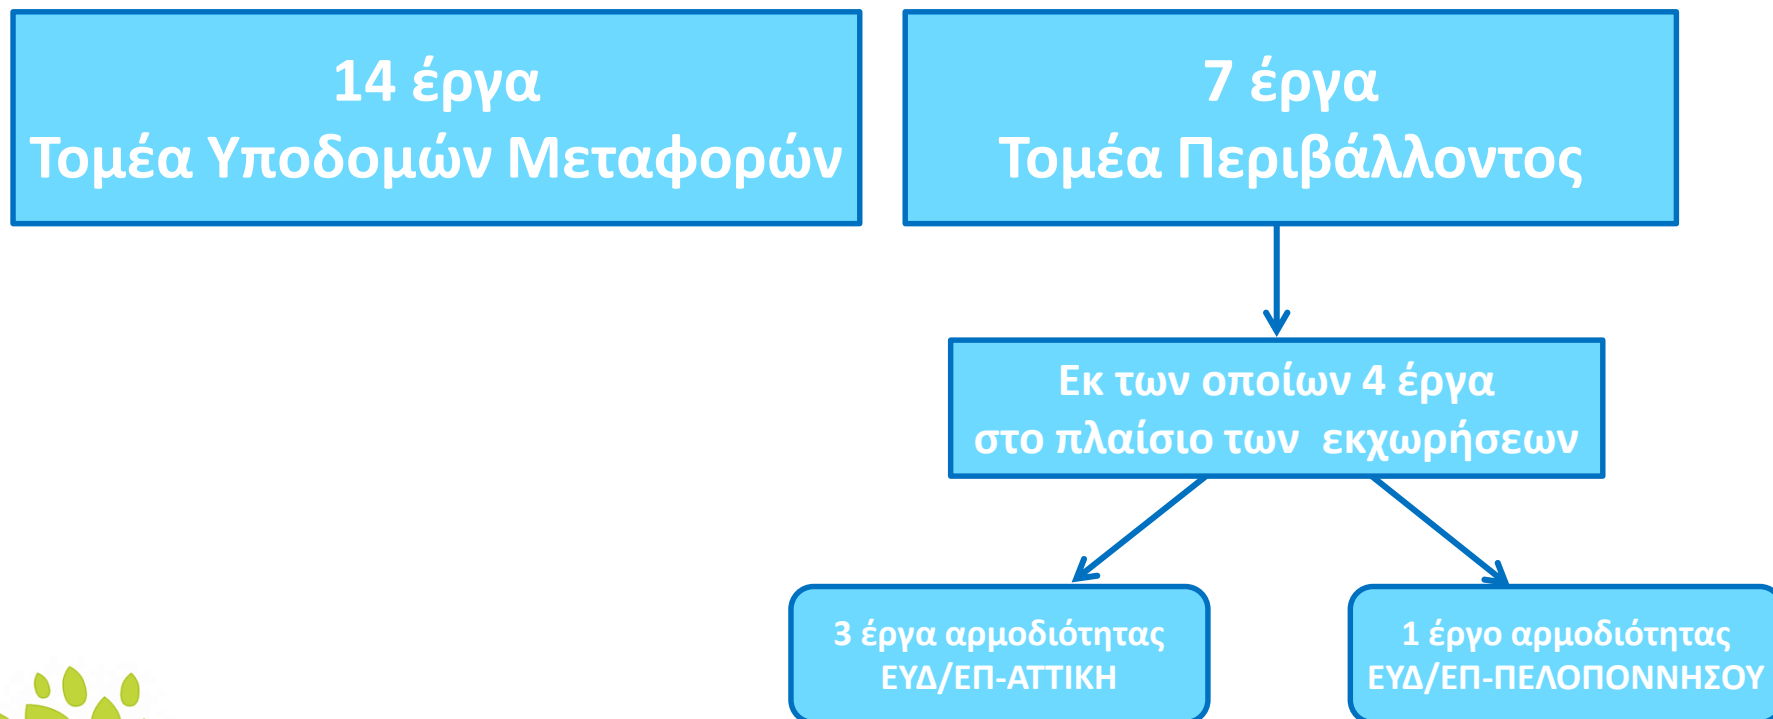 14 έργα
Τομέα Υποδομών Μεταφορών
7 έργα
Τομέα Περιβάλλοντος
Εκ των οποίων 4 έργα
στο πλαίσιο των εκχωρήσεων
3 έργα αρμοδιότητας
ΕΥΔ/ΕΠ-ΑΤΤΙΚΗ
1 έργο αρμοδιότητας
ΕΥΔ/ΕΠ-ΠΕΛΟΠΟΝΝΗΣΟΥ